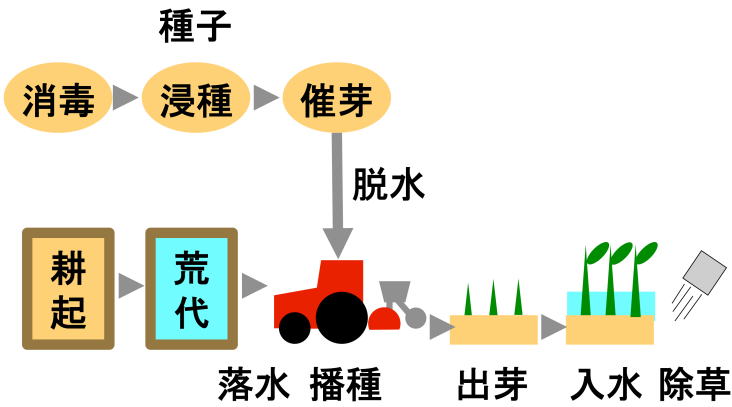 種子
消毒 浸種 催芽
脱水
耕起 荒代
落水 播種 出芽 入水 除草